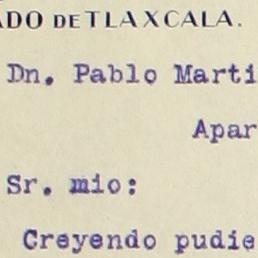 ADO DE TLAXCALA.
Dn. Pablo Marti
Apar
Sr. mio:
Creyendo pudie